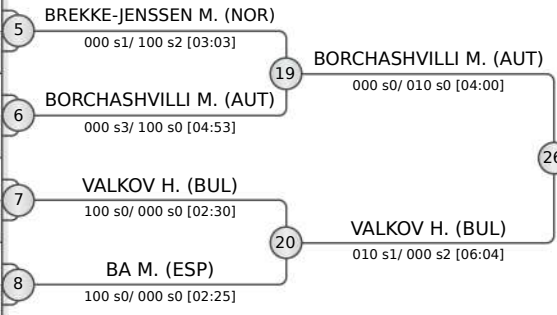 BREKKE-JENSSEN M. (NOR)
5
000 s1/ 100 s2 [03:03]
19
BORCHASHVILLI M. (AUT)
000 s0/ 010 s0 [04:00]
BORCHASHVILLI M. (AUT)
6
000 s3/ 100 s0 [04:53]
26
VALKOV H. (BUL)
7
100 s0/ 000 s0 [02:30]
20
VALKOV H. (BUL)
010 s1/ 000 s2 [06:04]
BA M. (ESP)
8
100 s0/ 000 s0 [02:25]